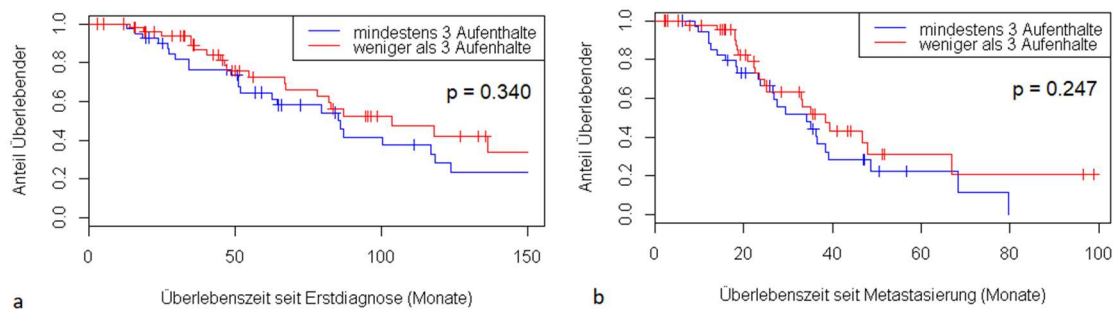 mindestens 3 Aufenthalte
weniger als 3 Aufenhalte
p = 0.340
Anteil Überlebender
0.0 0.2 0.4 0.6 0.8 1.0
0 50 100 150
Überlebenszeit seit Erstdiagnose (Monate)
a
mindestens 3 Aufenthalte
weniger als 3 Aufenhalte
p = 0.247
Anteil Überlebender
0.0 0.2 0.4 0.6 0.8 1.0
0 20 40 60 80 100
Überlebenszeit seit Metastasierung (Monate)
b